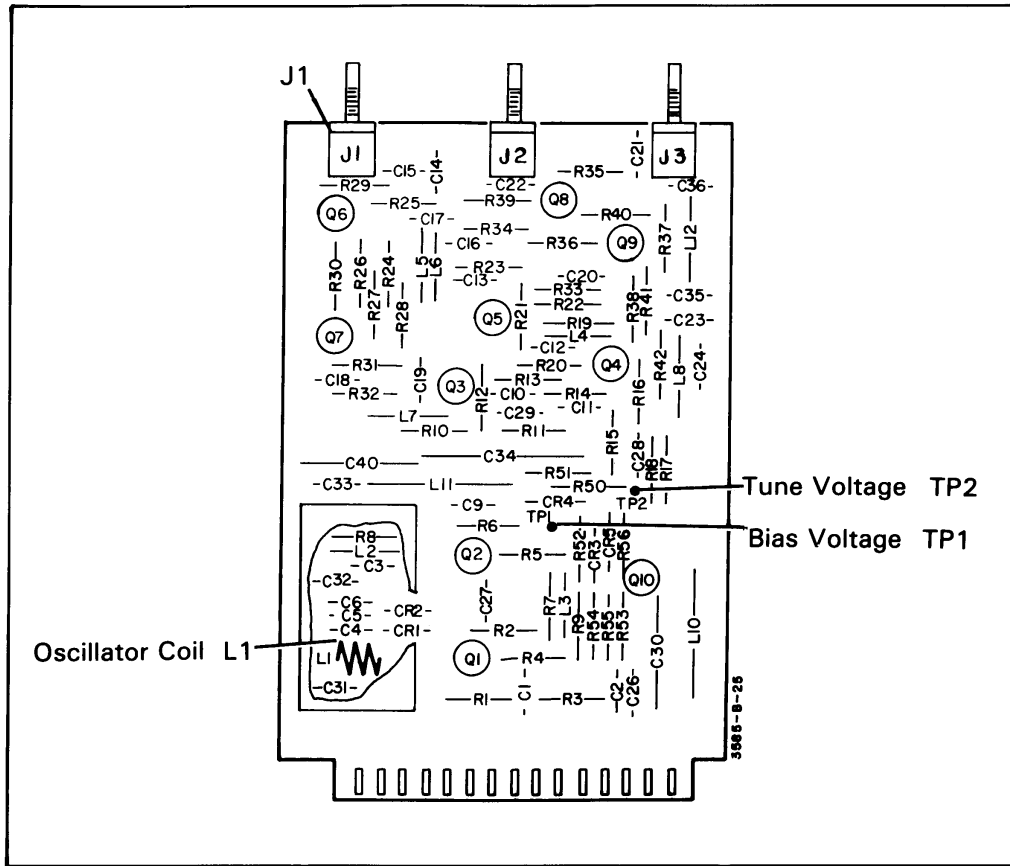 J1
J1
J2
J3
C15
C14
C22
R35
C21
C36
R29
R39
Q8
Q6
R25
C17
R34
R40
R37
L12
C16
R36
Q9
R30
R26
R24
L5
L6
R23
C13
C20
R33
R22
R38
R41
C35
R27
R28
Q5
R21
R19
L4
C23
Q7
C12
R31
C19
R20
Q4
R42
L8
C24
C18
Q3
R13
R32
R12
C10
R14
R16
L7
C29
C11
R10
R11
R15
C28
R18
R17
C34
C40
R51
C33
L11
R50
Tune Voltage TP2
C9
CR4
TP2
TP
R6
Bias Voltage TP1
R8
L2
C3
Q2
R5
R52
CR3
CR5
R56
C32
Q10
C6
C5
CR2
C27
R7
L3
C4
CR1
R2
R9
R54
R55
R53
C30
L10
Oscillator Coil L1
L1
Q1
R4
C31
R1
C1
R3
C2
C26
3585-B-25